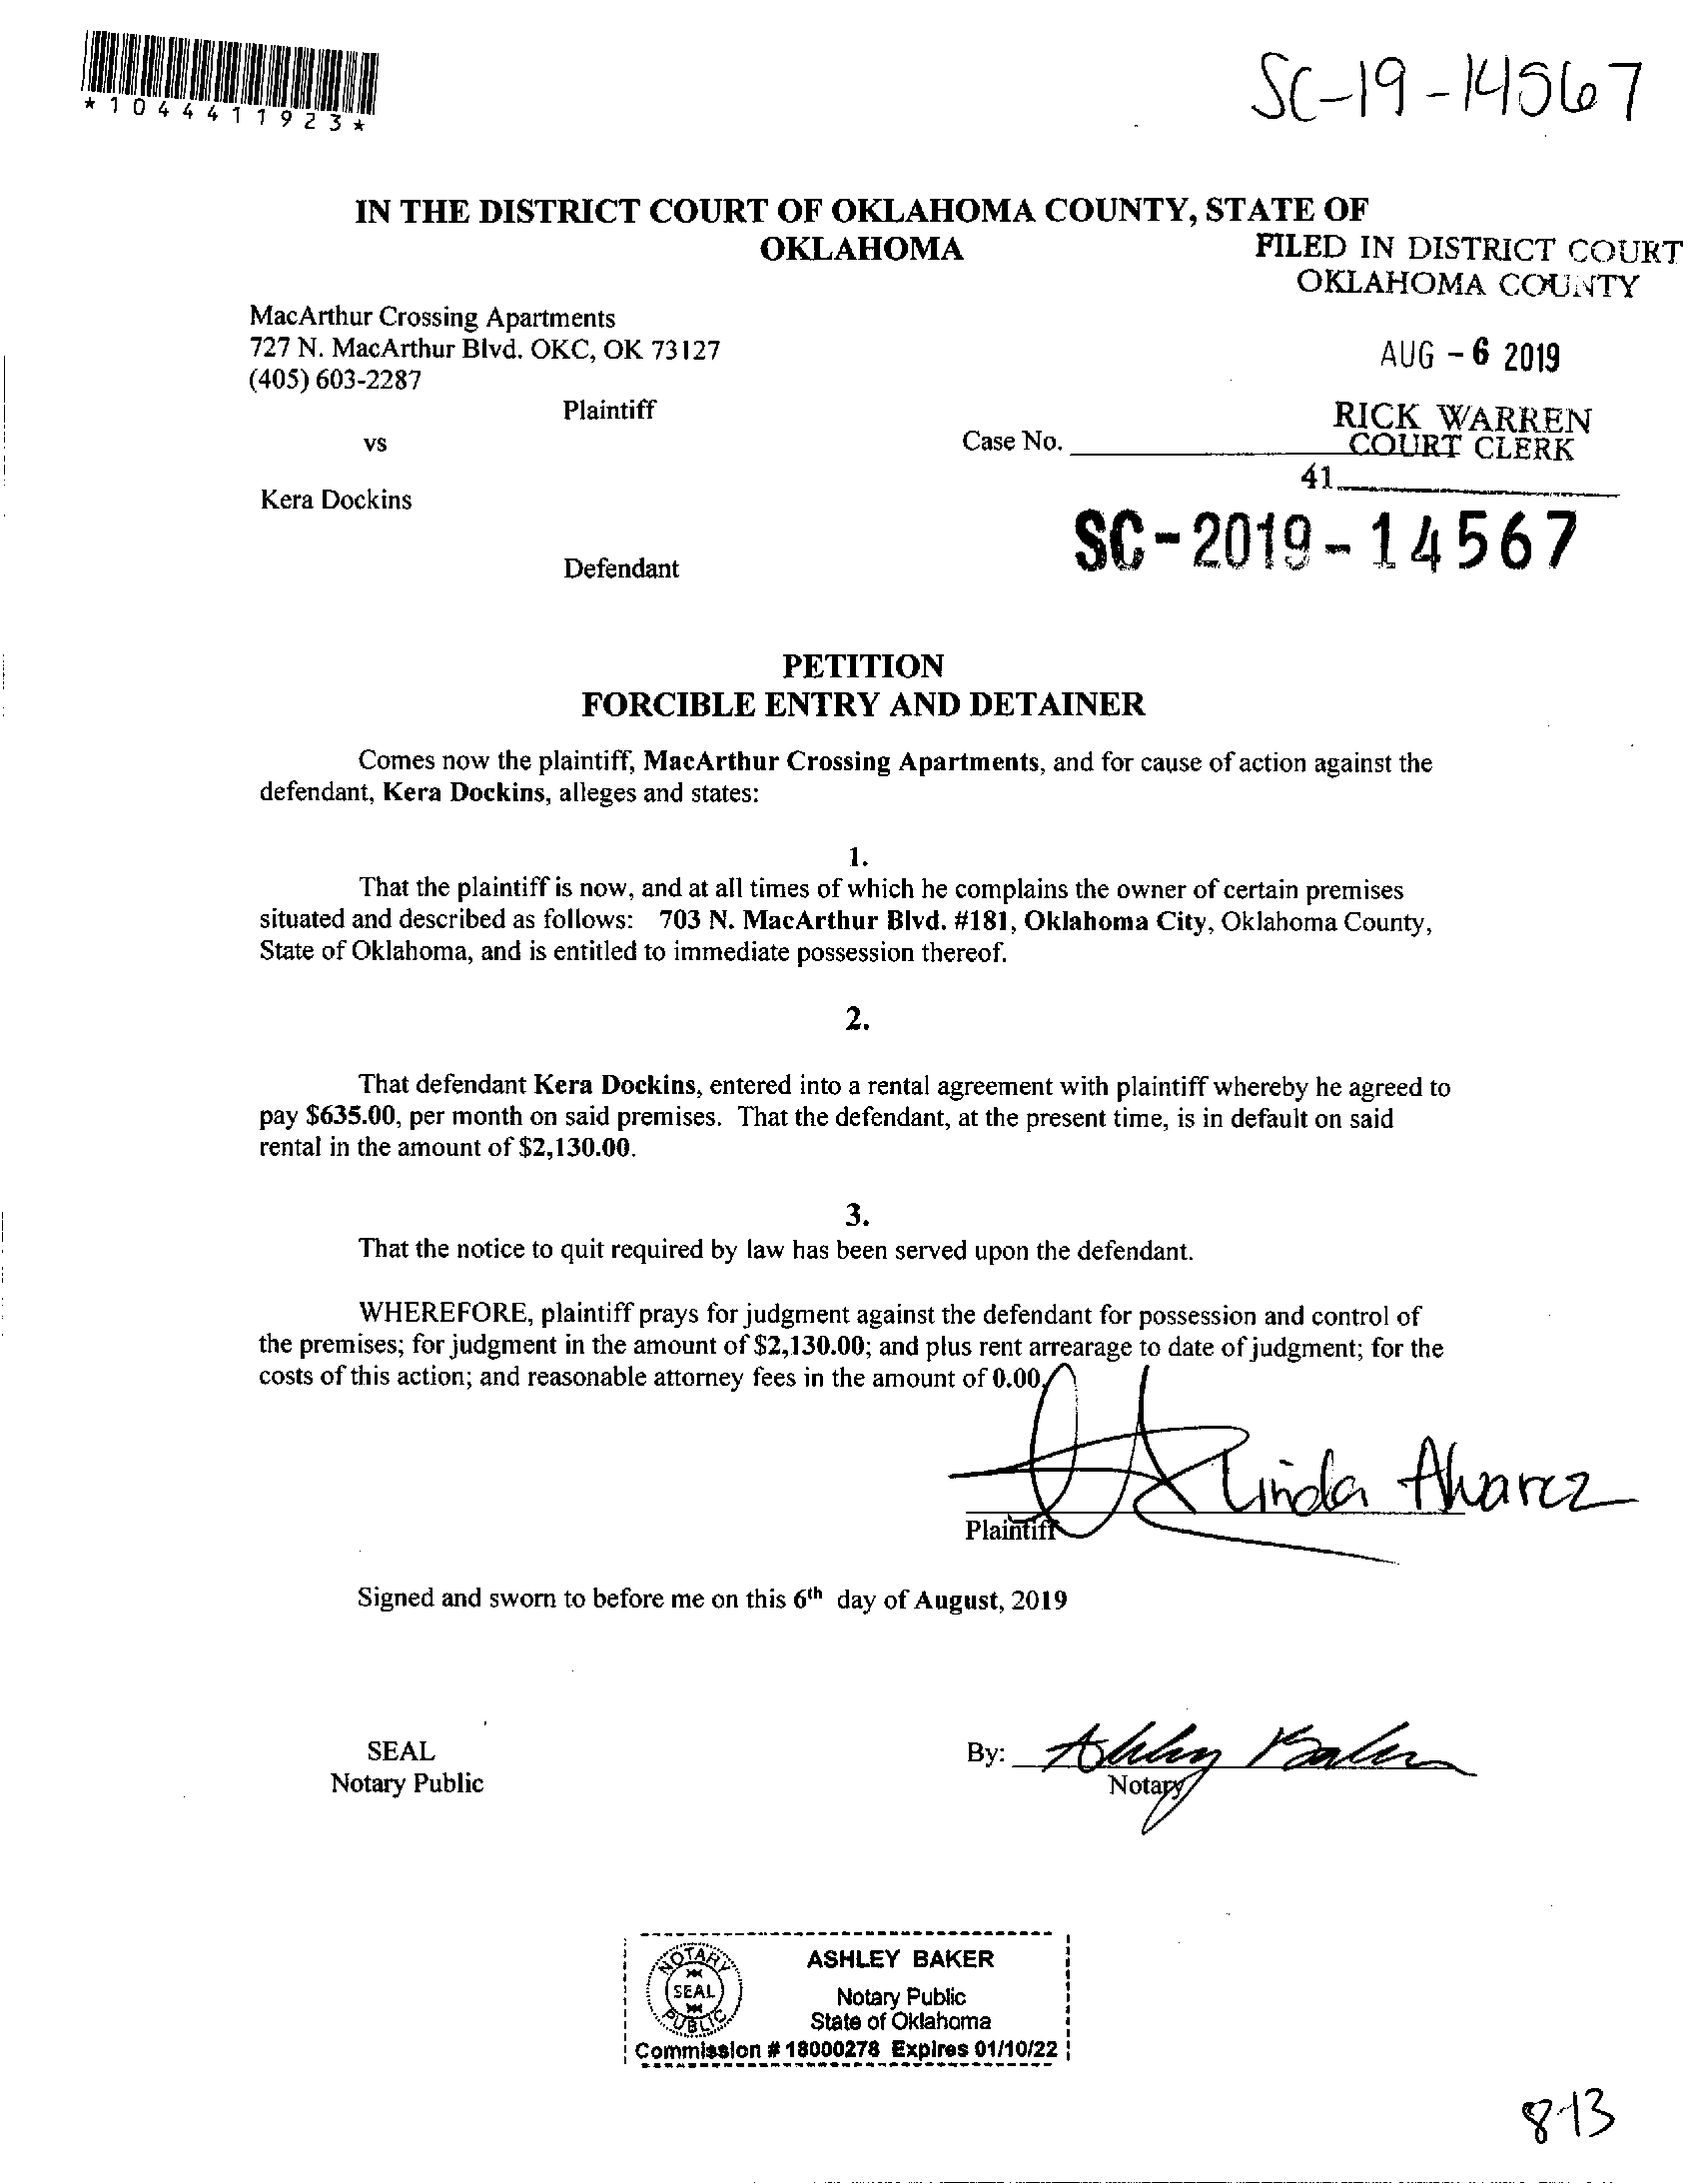 *1044411923*
SC-19-14567
IN THE DISTRICT COURT OF OKLAHOMA COUNTY, STATE OF
OKLAHOMA
FILED IN DISTRICT COURT
OKLAHOMA COUNTY
MacArthur Crossing Apartments
727 N. MacArthur Blvd. OKC, OK 73127
(405) 603-2287
AUG - 6 2019
Plaintiff
RICK WARREN
COURT CLERK
vs
Case No.
41
Kera Dockins
SC-2019-14567
Defendant
PETITION
FORCIBLE ENTRY AND DETAINER
Comes now the plaintiff, MacArthur Crossing Apartments, and for cause of action against the
defendant, Kera Dockins, alleges and states:
1.
That the plaintiff is now, and at all times of which he complains the owner of certain premises
situated and described as follows: 703 N. MacArthur Blvd. #181, Oklahoma City, Oklahoma County,
State of Oklahoma, and is entitled to immediate possession thereof.
2.
That defendant Kera Dockins, entered into a rental agreement with plaintiff whereby he agreed to
pay $635.00, per month on said premises. That the defendant, at the present time, is in default on said
rental in the amount of $2,130.00.
3.
That the notice to quit required by law has been served upon the defendant.
WHEREFORE, plaintiff prays for judgment against the defendant for possession and control of
the premises; for judgment in the amount of $2,130.00; and plus rent arrearage to date of judgment; for the
costs of this action; and reasonable attorney fees in the amount of 0.00.
Linda Alvarez
Plaintiff
Signed and sworn to before me on this 6th day of August, 2019
SEAL
Notary Public
By: Ashley Baker
Notary
NOTARY
SEAL
PUBLIC
ASHLEY BAKER
Notary Public
State of Oklahoma
Commission # 18000278 Expires 01/10/22
8-13